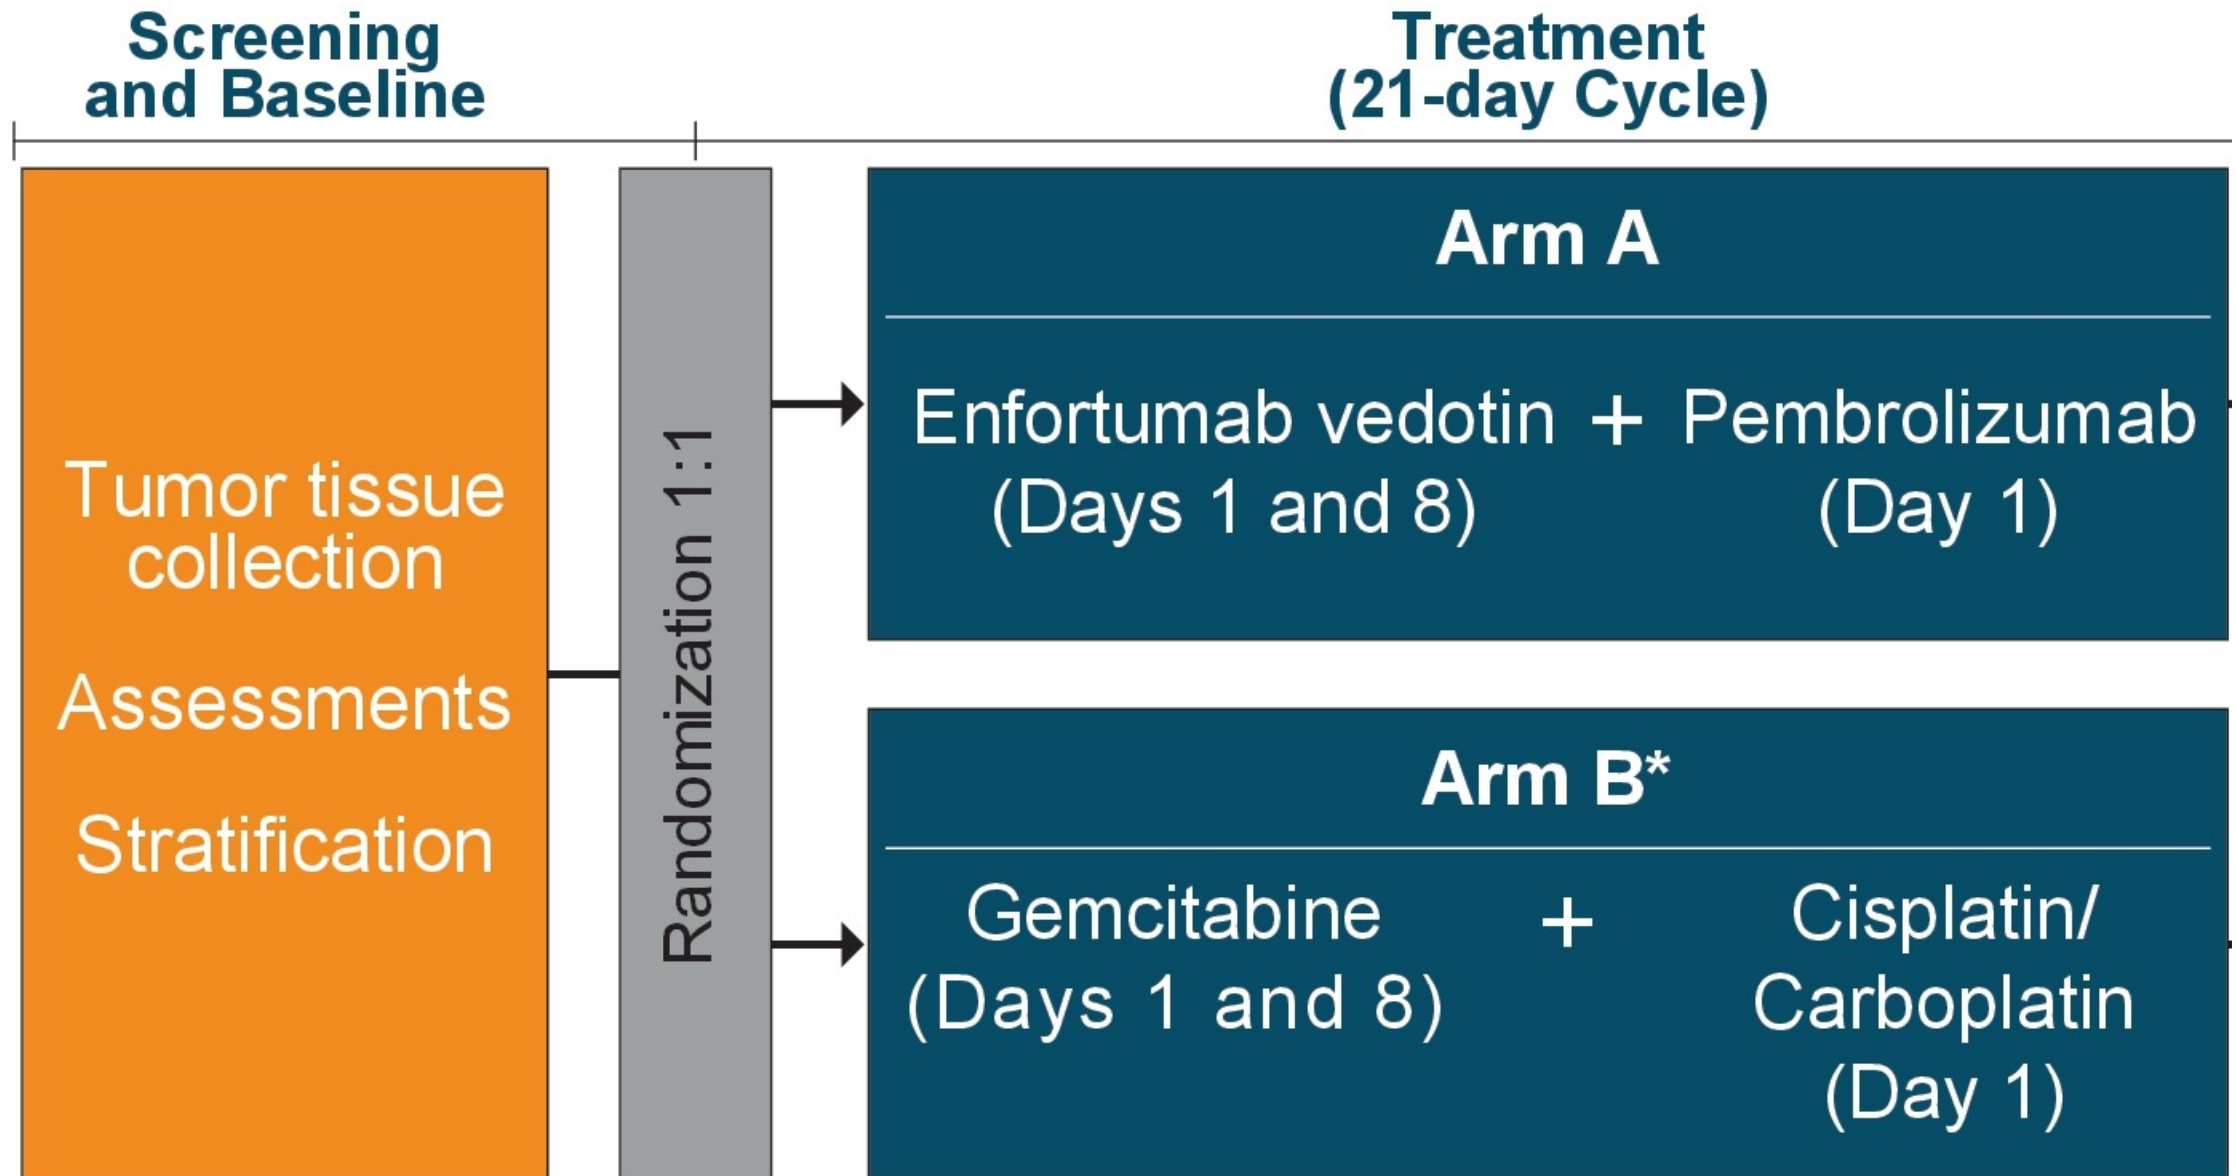 Screening
and Baseline
Treatment
(21-day Cycle)
Tumor tissue
collection
Assessments
Stratification
Randomization 1:1
Arm A
Enfortumab vedotin + Pembrolizumab
(Days 1 and 8) (Day 1)
Arm B*
Gemcitabine + Cisplatin/
(Days 1 and 8) Carboplatin
(Day 1)